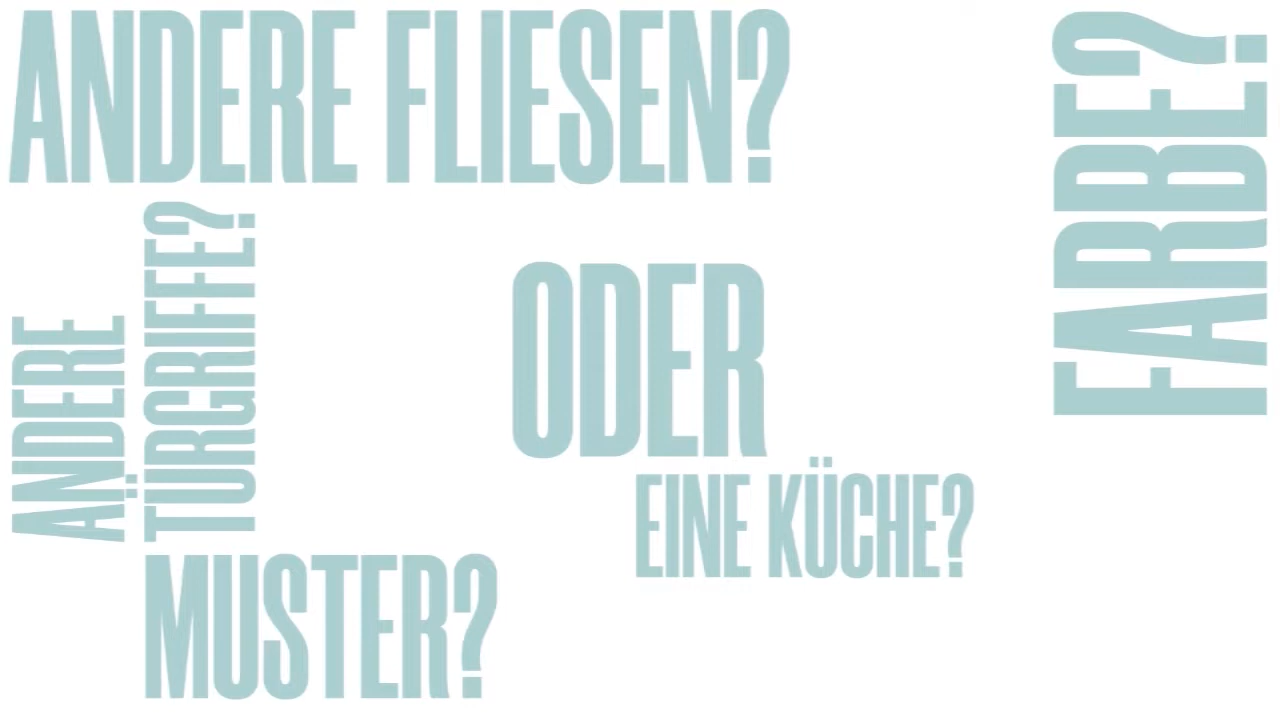 ANDERE FLIESEN?
FARBE?
ANDERE
TÜRGRIFFE?
ODER
EINE KÜCHE?
MUSTER?